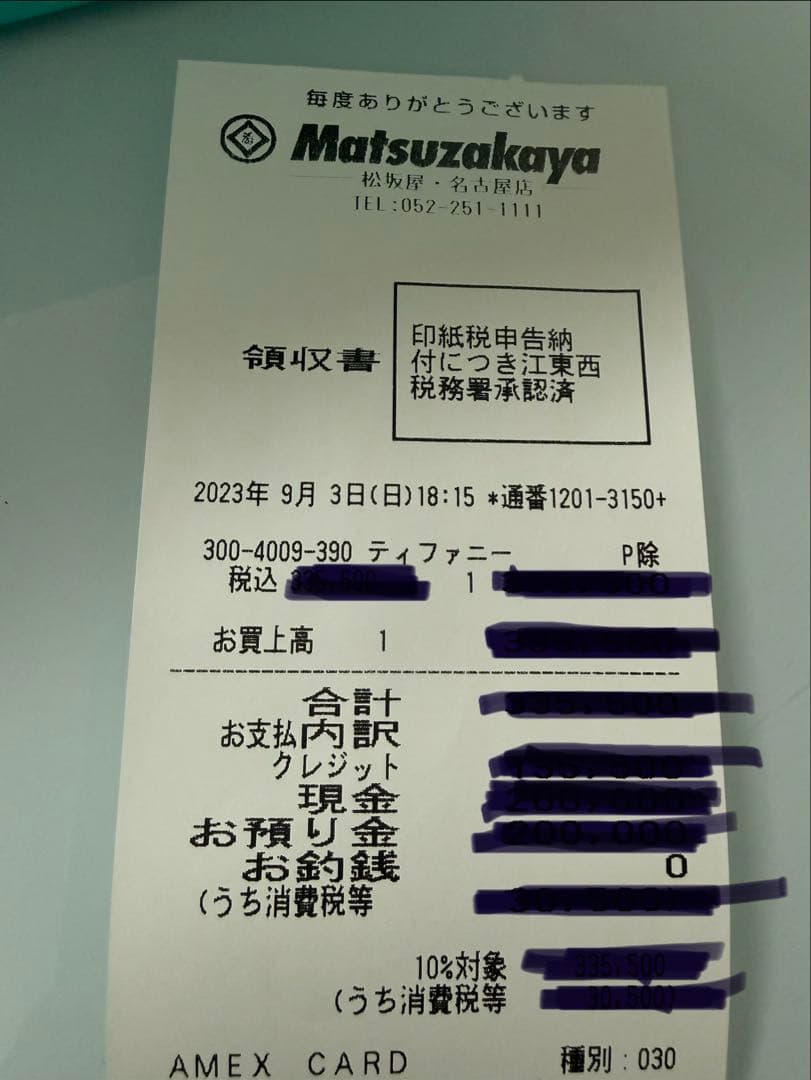 毎度ありがとうございます
Matsuzakaya
松坂屋・名古屋店
TEL:052-251-1111
領収書
印紙税申告納
付につき江東西
税務署承認済
2023年 9月 3日(日)18:15 *通番1201-3150+
300-4009-390 ティファニー P除
税込 1
お買上高 1
合計
お支払内訳
クレジット
現金
お預り金 200,000
お釣銭 0
(うち消費税等
10%対象 335,500
(うち消費税等 30,500)
AMEX CARD 種別:030